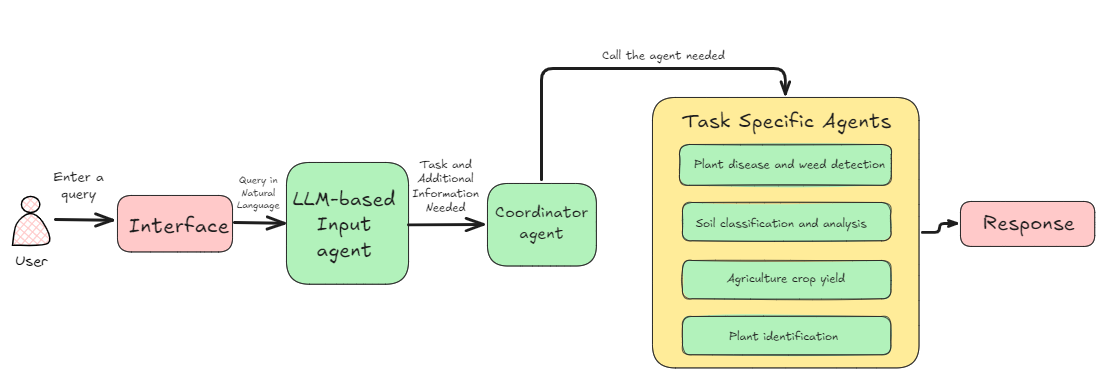 Call the agent needed
Task Specific Agents
Plant disease and weed detection
Soil classification and analysis
Agriculture crop yield
Plant identification
Enter a
query
User
Interface
Query in
Natural
Language
LLM-based
Input
agent
Task and
Additional
Information
Needed
Coordinator
agent
Response